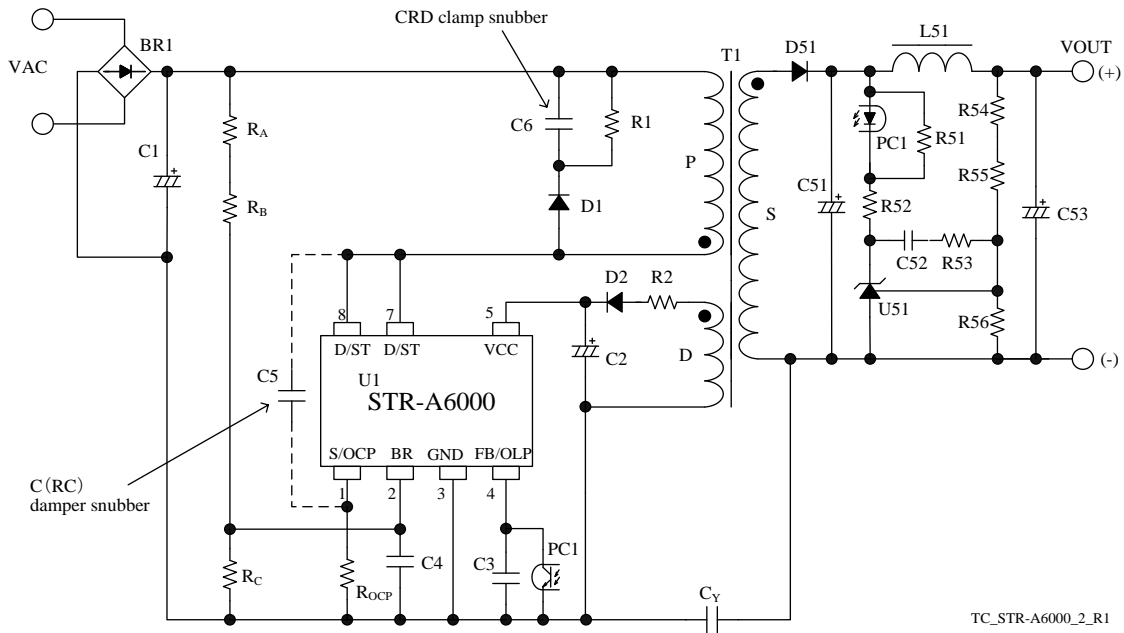 CRD clamp snubber
BR1
VAC
T1
D51
L51
VOUT
(+)
C1
RA
C6
R1
P
PC1
R51
R54
RB
D1
C51
S
R52
R55
C53
C52
R53
D2
R2
8
7
5
U51
R56
D/ST
D/ST
VCC
C2
D
(-)
C5
U1
STR-A6000
S/OCP
BR
GND
FB/OLP
C(RC)
damper snubber
1
2
3
4
C4
C3
PC1
RC
ROCP
CY
TC_STR-A6000_2_R1